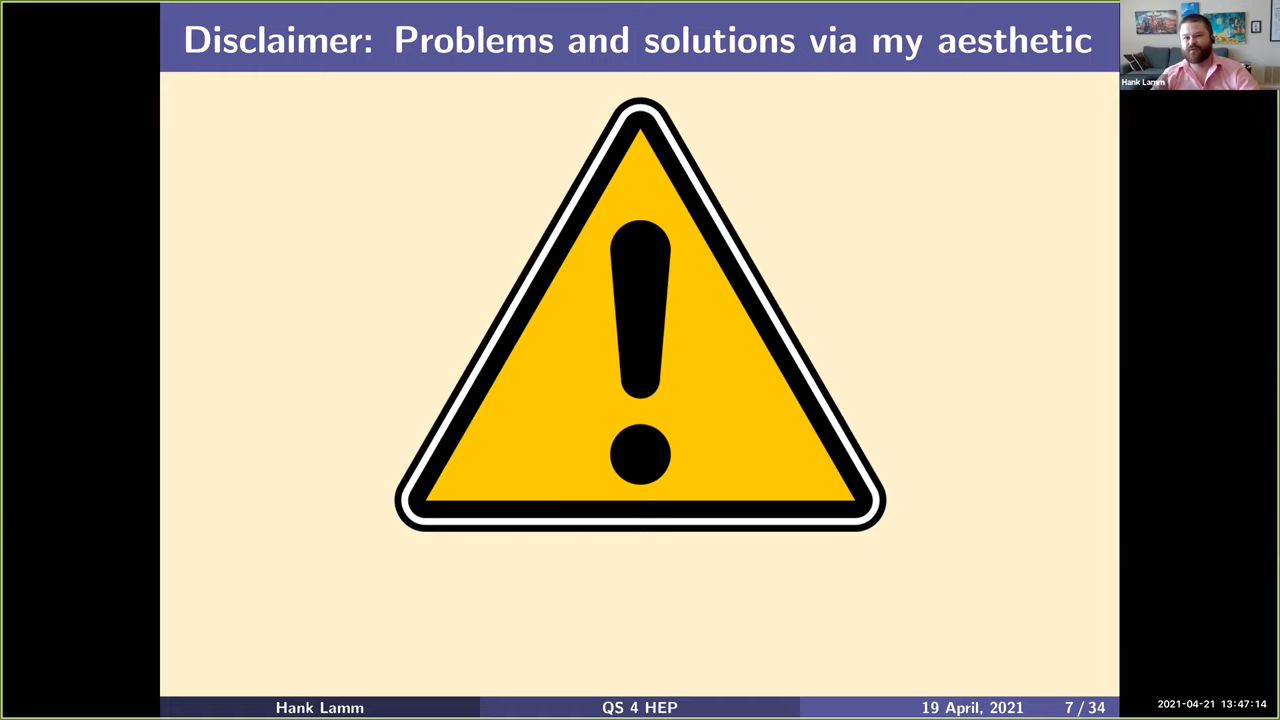 Disclaimer: Problems and solutions via my aesthetic
Hank Lamm
Hank Lamm
QS 4 HEP
19 April, 2021
7 / 34
2021-04-21 13:47:14